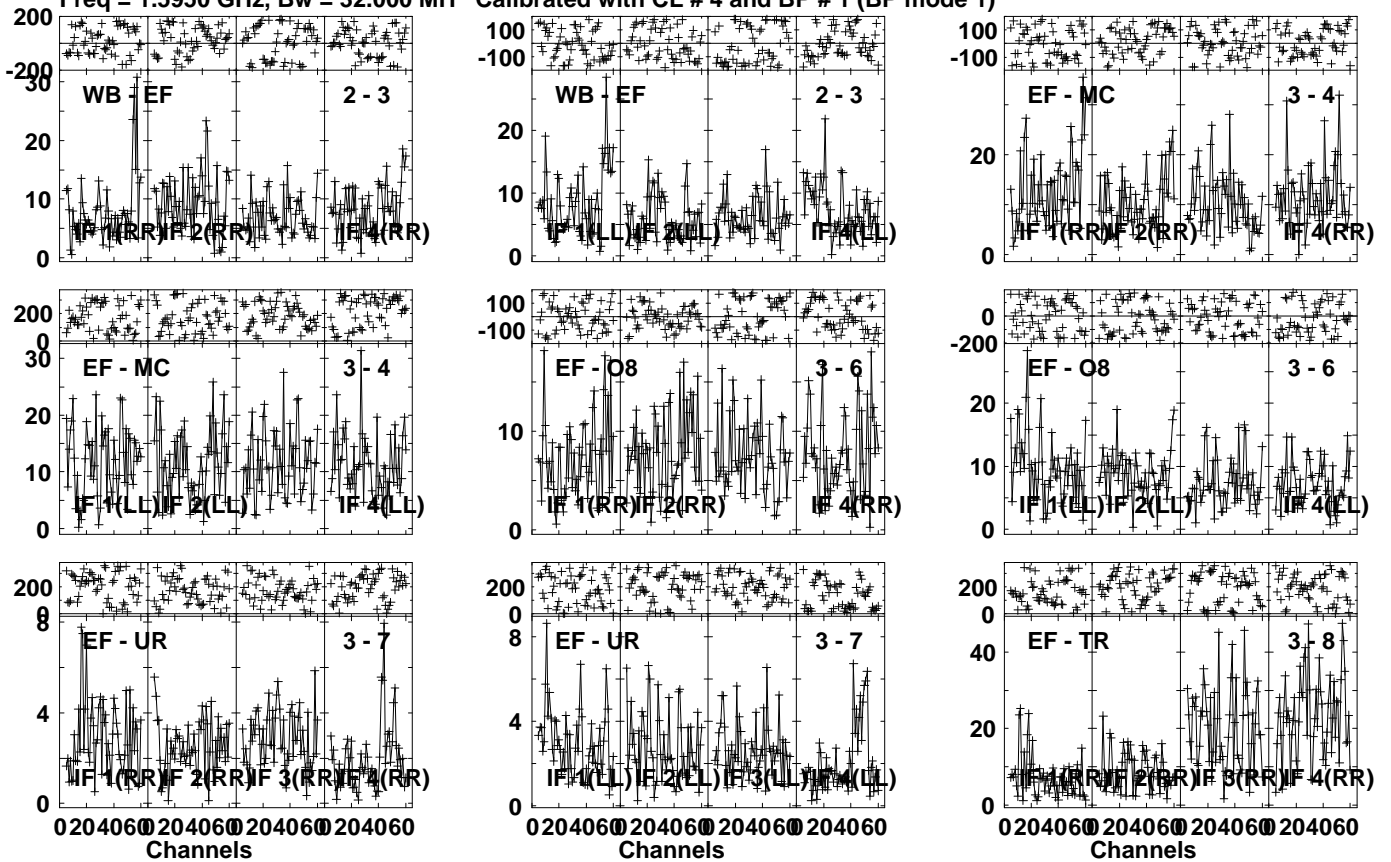 Freq = 1.5950 GHz, Bw = 32.000 MH Calibrated with CL # 4 and BP # 1 (BP mode 1)
200
-200
30
20
10
0
WB - EF 2 - 3
IF 1(RR) IF 2(RR) IF 4(RR)
100
-100
20
10
0
WB - EF 2 - 3
IF 1(LL) IF 2(LL) IF 4(LL)
100
-100
20
0
EF - MC 3 - 4
IF 1(RR) IF 2(RR) IF 4(RR)
200
0
30
20
10
0
EF - MC 3 - 4
IF 1(LL) IF 2(LL) IF 4(LL)
100
-100
10
0
EF - O8 3 - 6
IF 1(RR) IF 2(RR) IF 4(RR)
0
-200
20
10
0
EF - O8 3 - 6
IF 1(LL) IF 2(LL) IF 4(LL)
200
0
8
4
0
EF - UR 3 - 7
IF 1(RR) IF 2(RR) IF 3(RR) IF 4(RR)
0 20 40 60 0 20 40 60 0 20 40 60 0 20 40 60
Channels
200
0
8
4
0
EF - UR 3 - 7
IF 1(LL) IF 2(LL) IF 3(LL) IF 4(LL)
0 20 40 60 0 20 40 60 0 20 40 60 0 20 40 60
Channels
200
0
40
20
0
EF - TR 3 - 8
IF 1(RR) IF 2(RR) IF 3(RR) IF 4(RR)
0 20 40 60 0 20 40 60 0 20 40 60 0 20 40 60
Channels